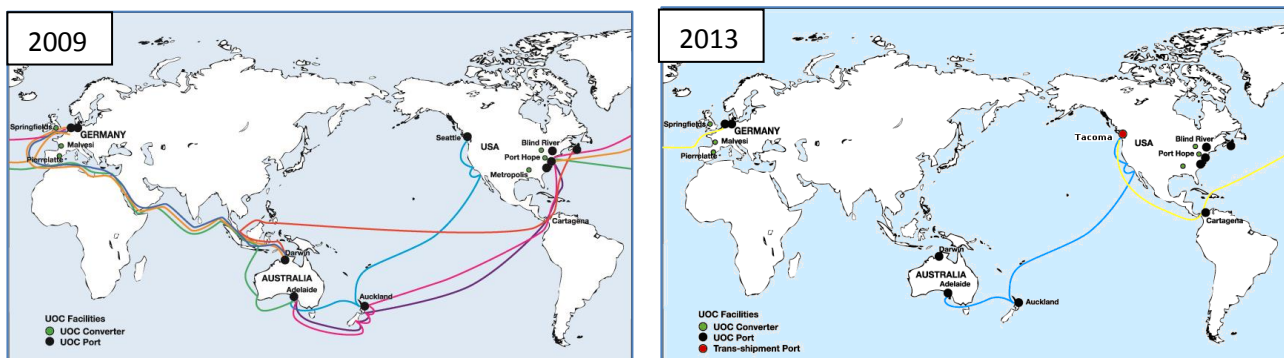 2009
Springfields
GERMANY
Malvesi
Pierrelatte
Seattle
USA
Blind River
Port Hope
Metropolis
Cartagena
Darwin
AUSTRALIA
Adelaide
Auckland
UOC Facilities
UOC Converter
UOC Port
2013
Springfields
GERMANY
Malvesi
Pierrelatte
Tacoma
USA
Blind River
Port Hope
Cartagena
Darwin
AUSTRALIA
Adelaide
Auckland
UOC Facilities
UOC Converter
UOC Port
Trans-shipment Port